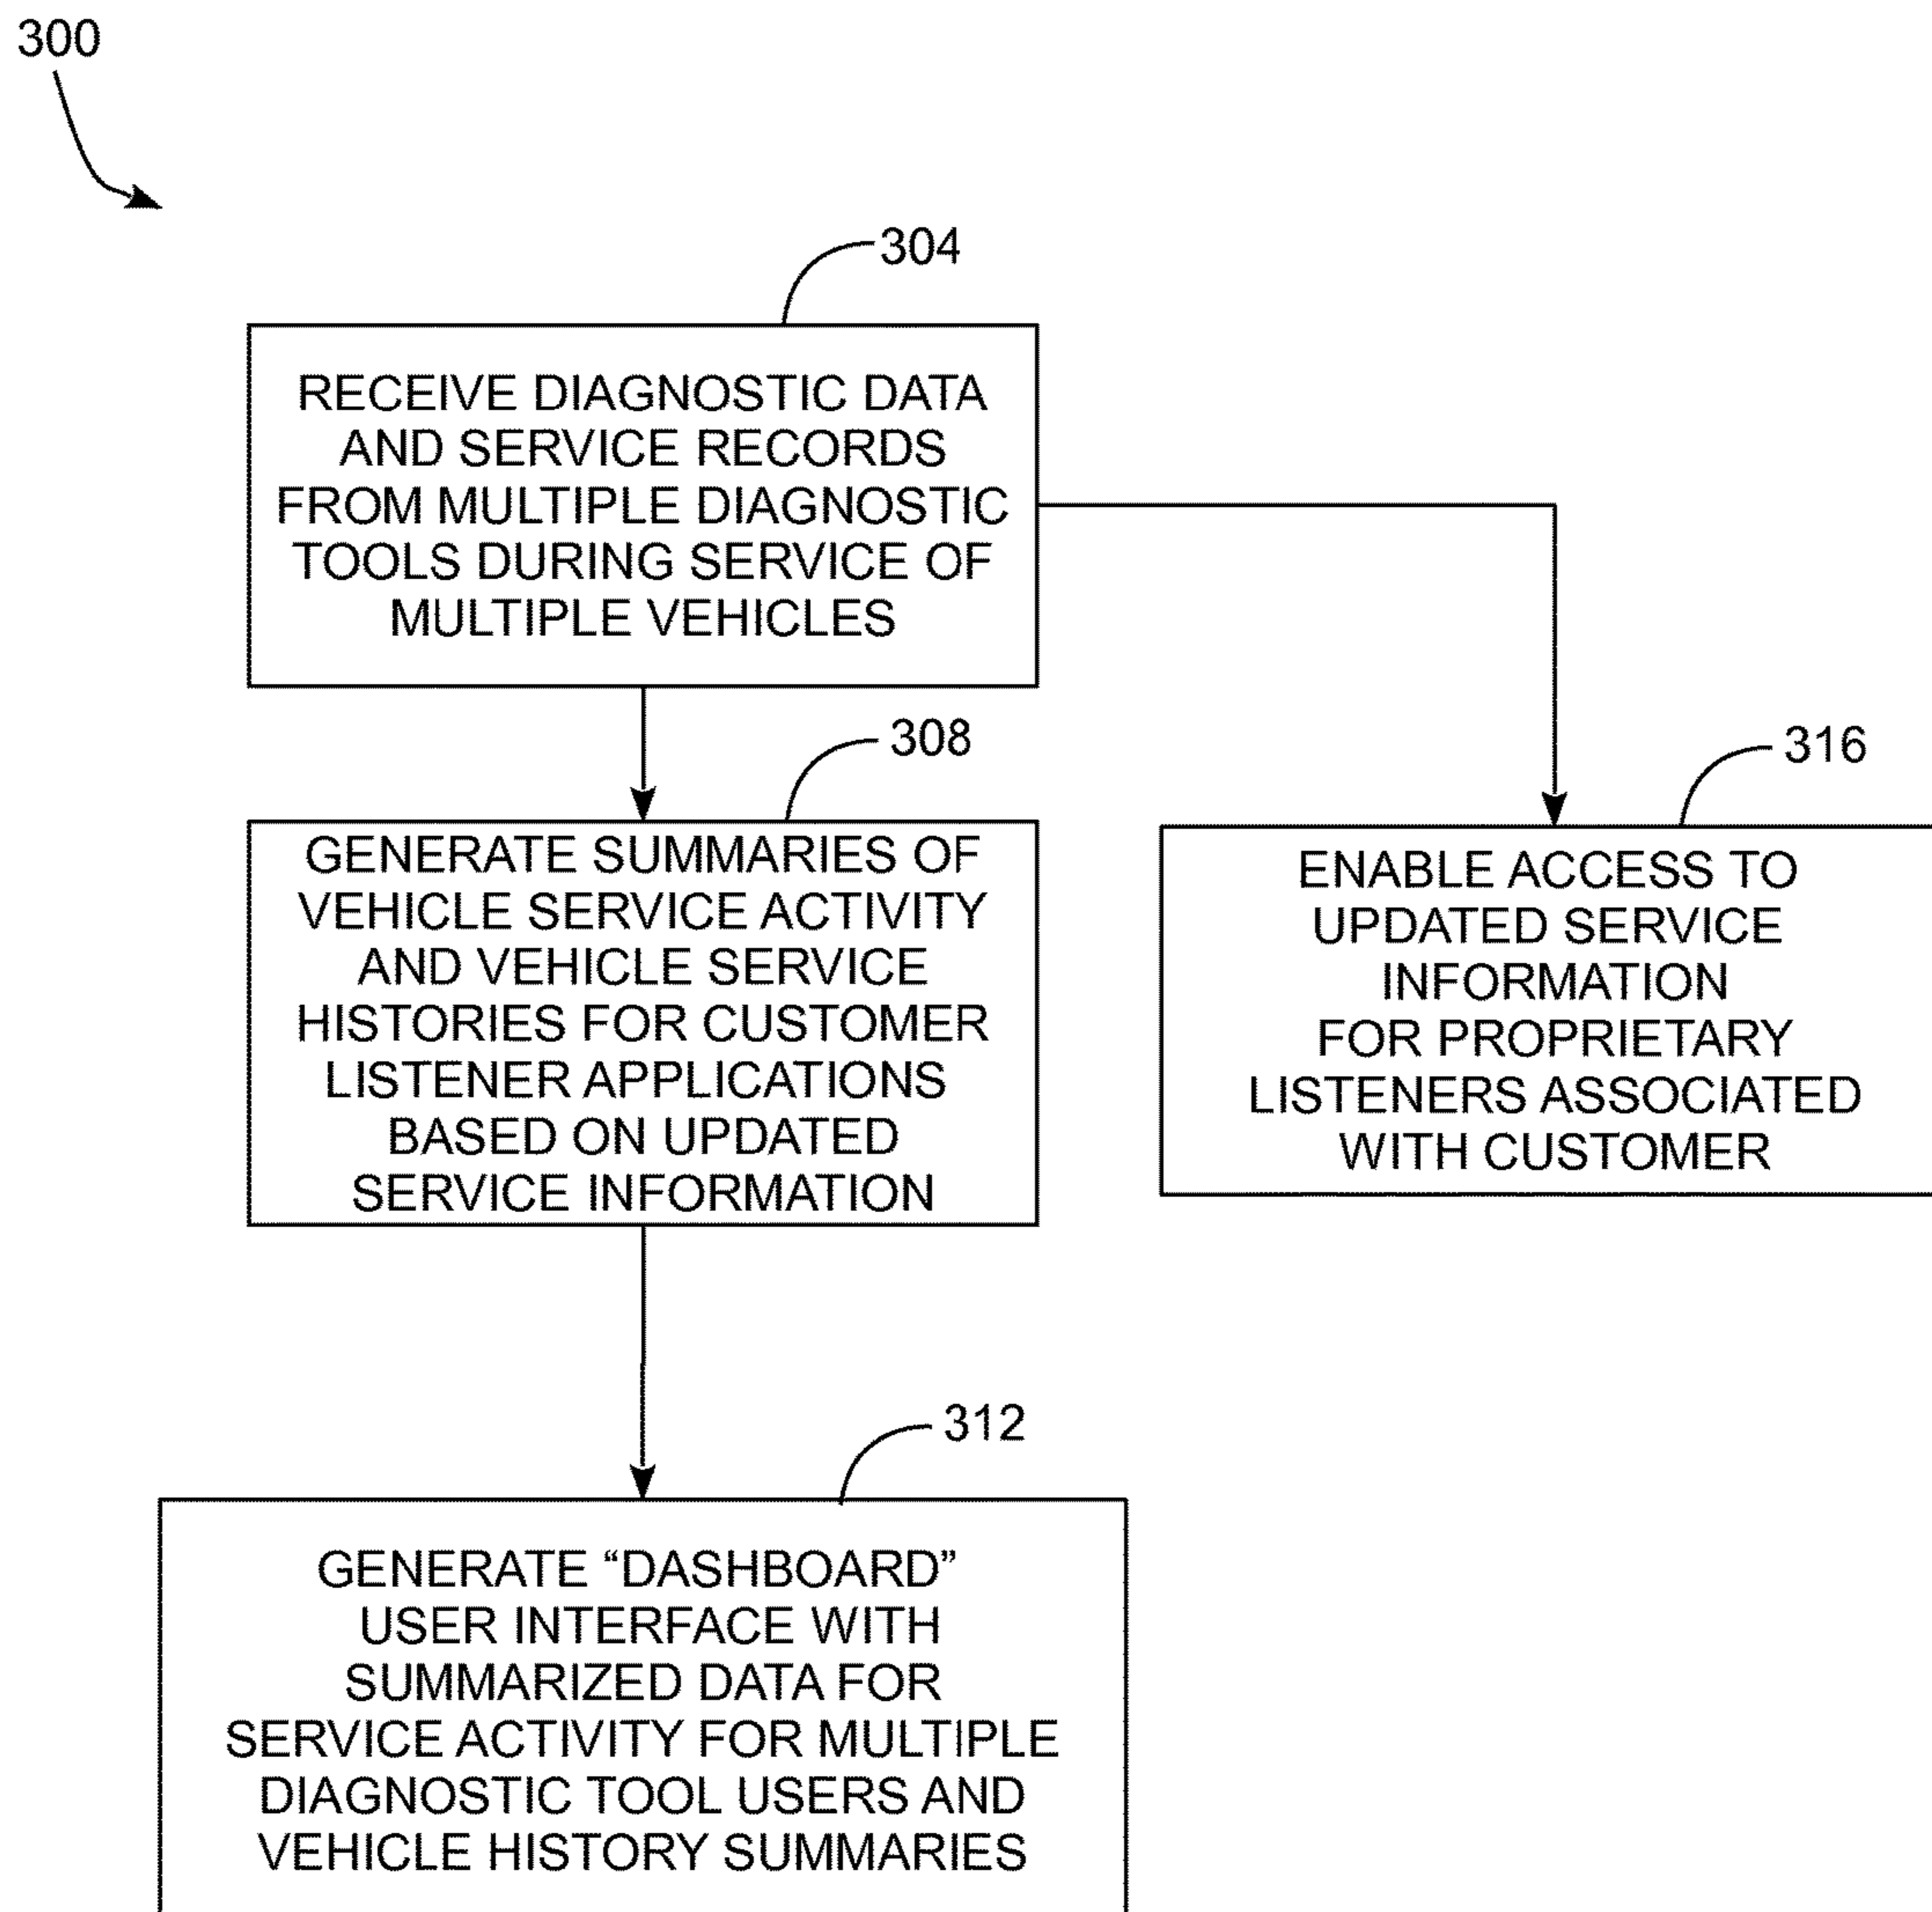 300
304
RECEIVE DIAGNOSTIC DATA
AND SERVICE RECORDS
FROM MULTIPLE DIAGNOSTIC
TOOLS DURING SERVICE OF
MULTIPLE VEHICLES
308
GENERATE SUMMARIES OF
VEHICLE SERVICE ACTIVITY
AND VEHICLE SERVICE
HISTORIES FOR CUSTOMER
LISTENER APPLICATIONS
BASED ON UPDATED
SERVICE INFORMATION
316
ENABLE ACCESS TO
UPDATED SERVICE
INFORMATION
FOR PROPRIETARY
LISTENERS ASSOCIATED
WITH CUSTOMER
312
GENERATE “DASHBOARD”
USER INTERFACE WITH
SUMMARIZED DATA FOR
SERVICE ACTIVITY FOR MULTIPLE
DIAGNOSTIC TOOL USERS AND
VEHICLE HISTORY SUMMARIES